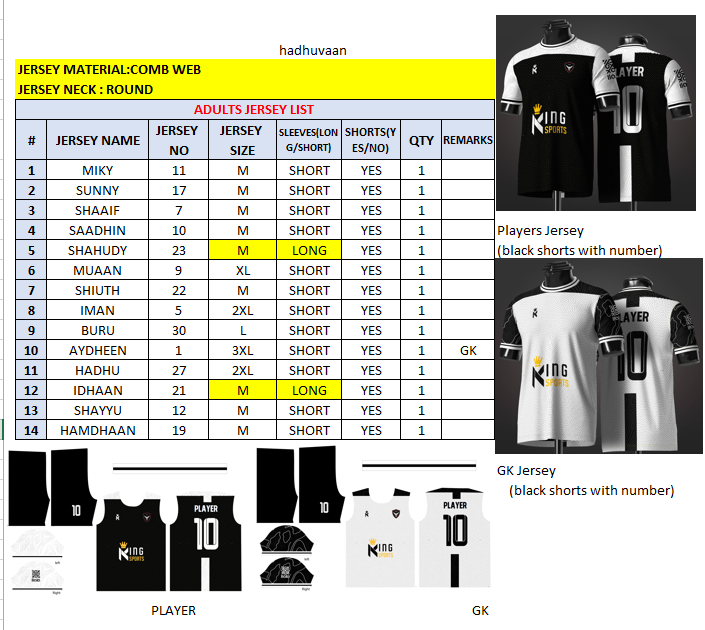 hadhuvaan
JERSEY MATERIAL:COMB WEB
JERSEY NECK : ROUND
ADULTS JERSEY LIST
# JERSEY NAME JERSEY NO JERSEY SIZE SLEEVES(LONG/SHORT) SHORTS(YES/NO) QTY REMARKS
1 MIKY 11 M SHORT YES 1
2 SUNNY 17 M SHORT YES 1
3 SHAAIF 7 M SHORT YES 1
4 SAADHIN 10 M SHORT YES 1
5 SHAHUDY 23 M LONG YES 1
6 MUAAN 9 XL SHORT YES 1
7 SHIUTH 22 M SHORT YES 1
8 IMAN 5 2XL SHORT YES 1
9 BURU 30 L SHORT YES 1
10 AYDHEEN 1 3XL SHORT YES 1 GK
11 HADHU 27 2XL SHORT YES 1
12 IDHAAN 21 M LONG YES 1
13 SHAYYU 12 M SHORT YES 1
14 HAMDHAAN 19 M SHORT YES 1
PLAYER
10
KING
SPORTS
Players Jersey
(black shorts with number)
PLAYER
10
KING
SPORTS
GK Jersey
(black shorts with number)
10
left
Right
KING
SPORTS
PLAYER
10
10
left
Right
KING
SPORTS
PLAYER
10
PLAYER
GK